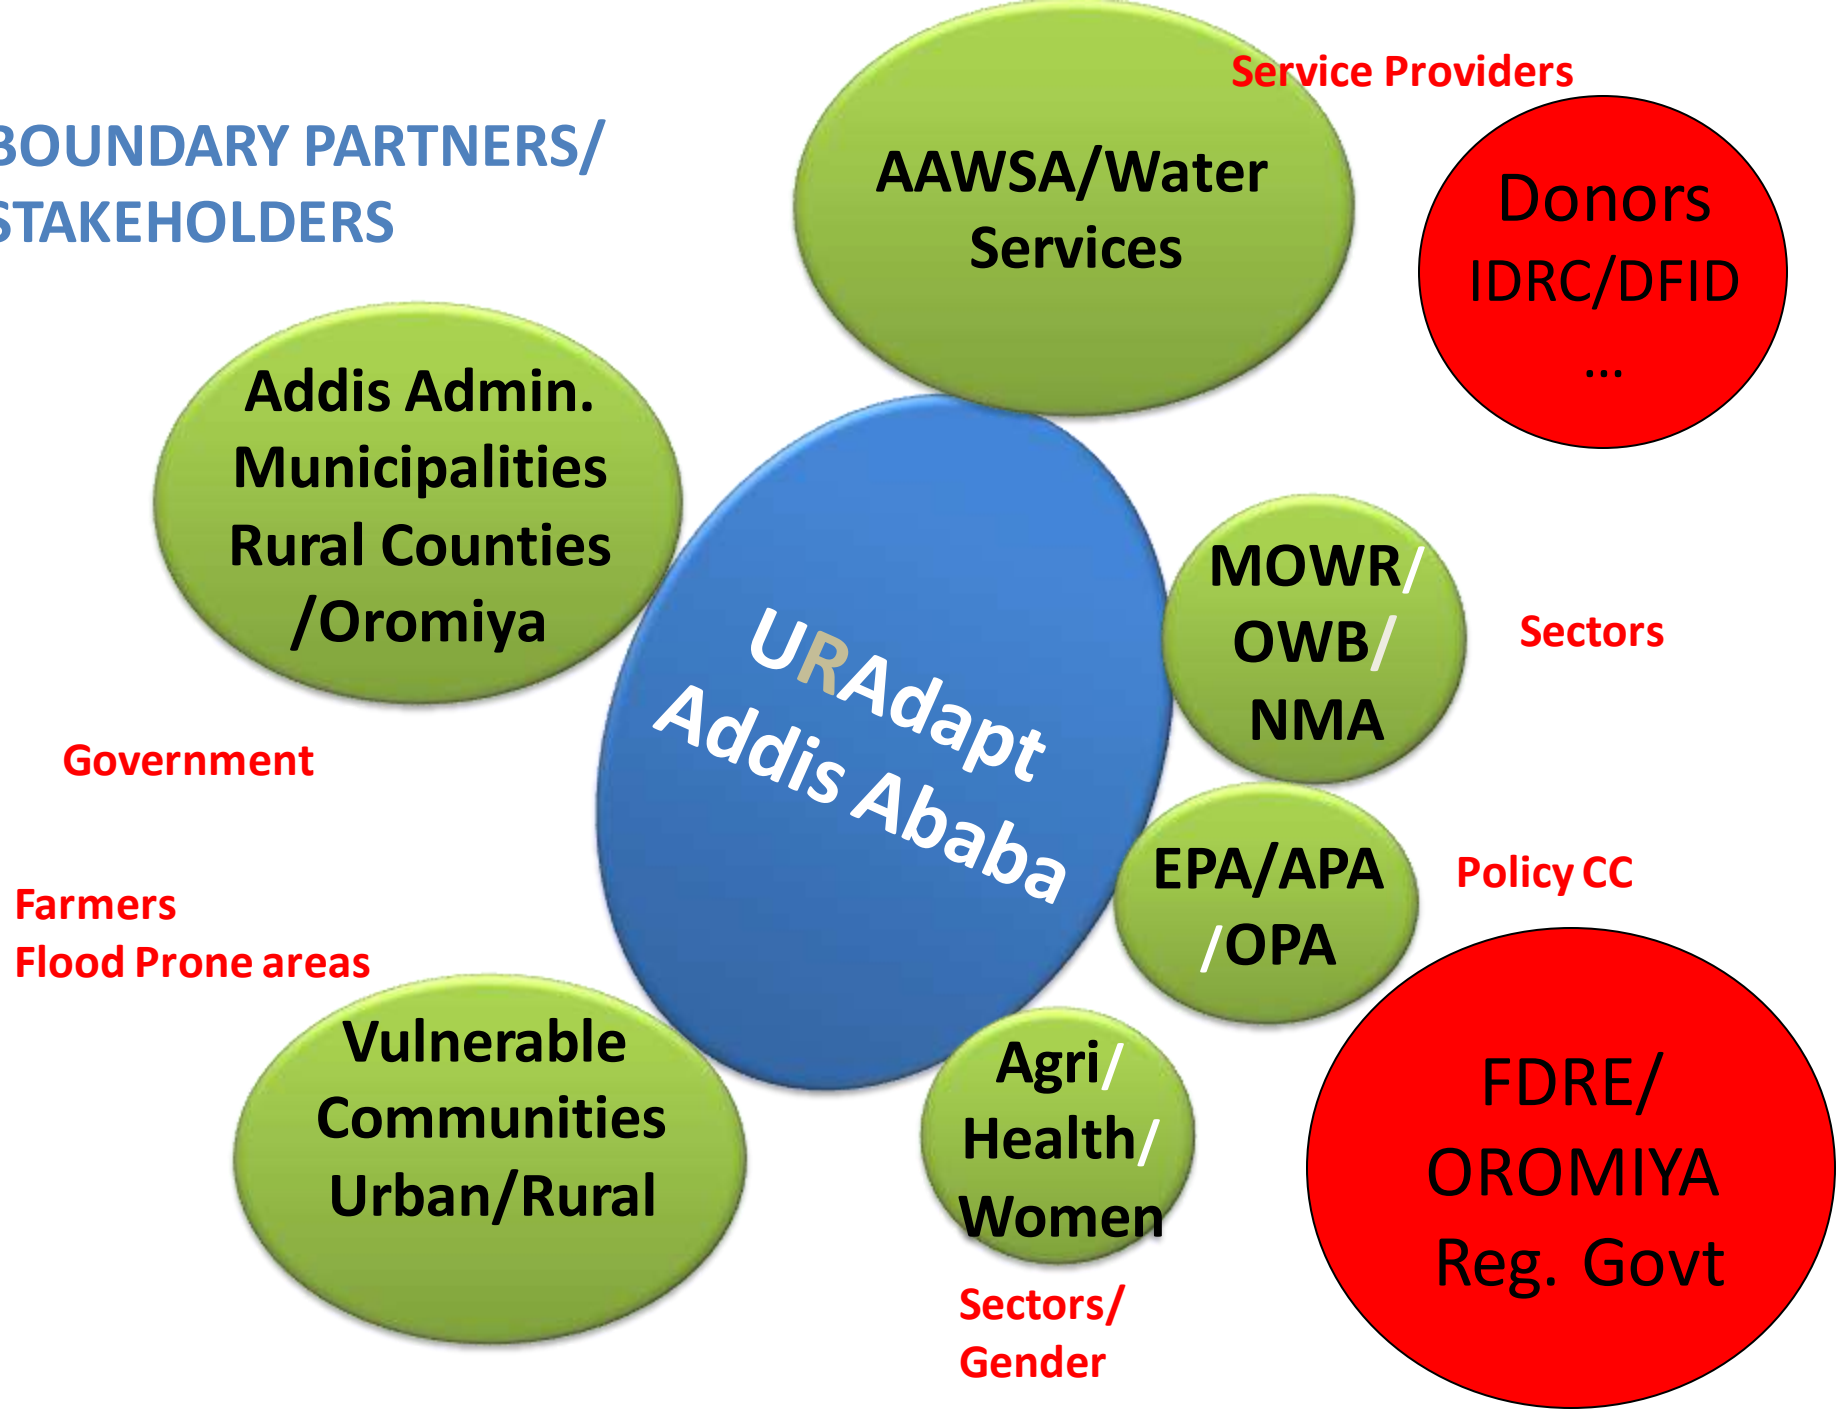 BOUNDARY PARTNERS/
STAKEHOLDERS
Service Providers
AAWSA/Water
Services
Donors
IDRC/DFID
...
Addis Admin.
Municipalities
Rural Counties
/Oromiya
Government
URAdapt
Addis Ababa
MOWR/
OWB/
NMA
Sectors
EPA/APA
/OPA
Policy CC
Farmers
Flood Prone areas
Vulnerable
Communities
Urban/Rural
Agri/
Health/
Women
Sectors/
Gender
FDRE/
OROMIYA
Reg. Govt